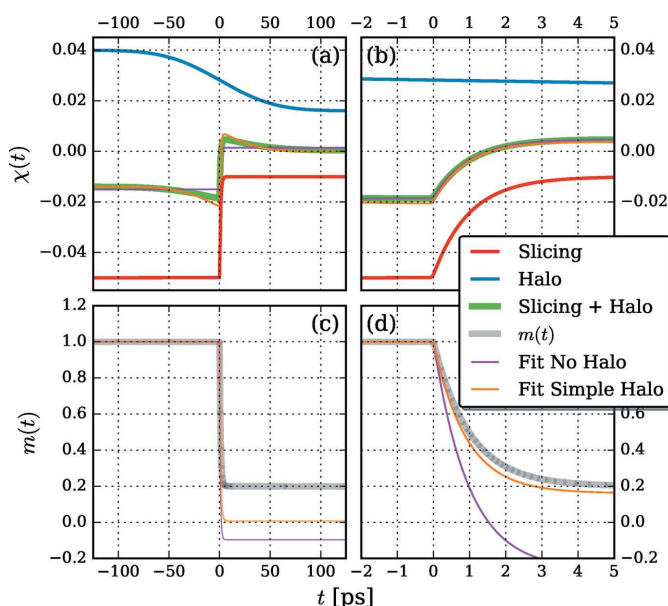 −100 −50 0 50 100
−2 −1 0 1 2 3 4 5
0.04
0.02
0.00
−0.02
−0.04
χ(t)
(a)
(b)
0.04
0.02
0.00
−0.02
Slicing
Halo
Slicing + Halo
m(t)
Fit No Halo
Fit Simple Halo
1.2
1.0
0.8
0.6
0.4
0.2
0.0
−0.2
m(t)
(c)
(d)
0.4
0.2
0.0
−0.2
−100 −50 0 50 100
−2 −1 0 1 2 3 4 5
t [ps]